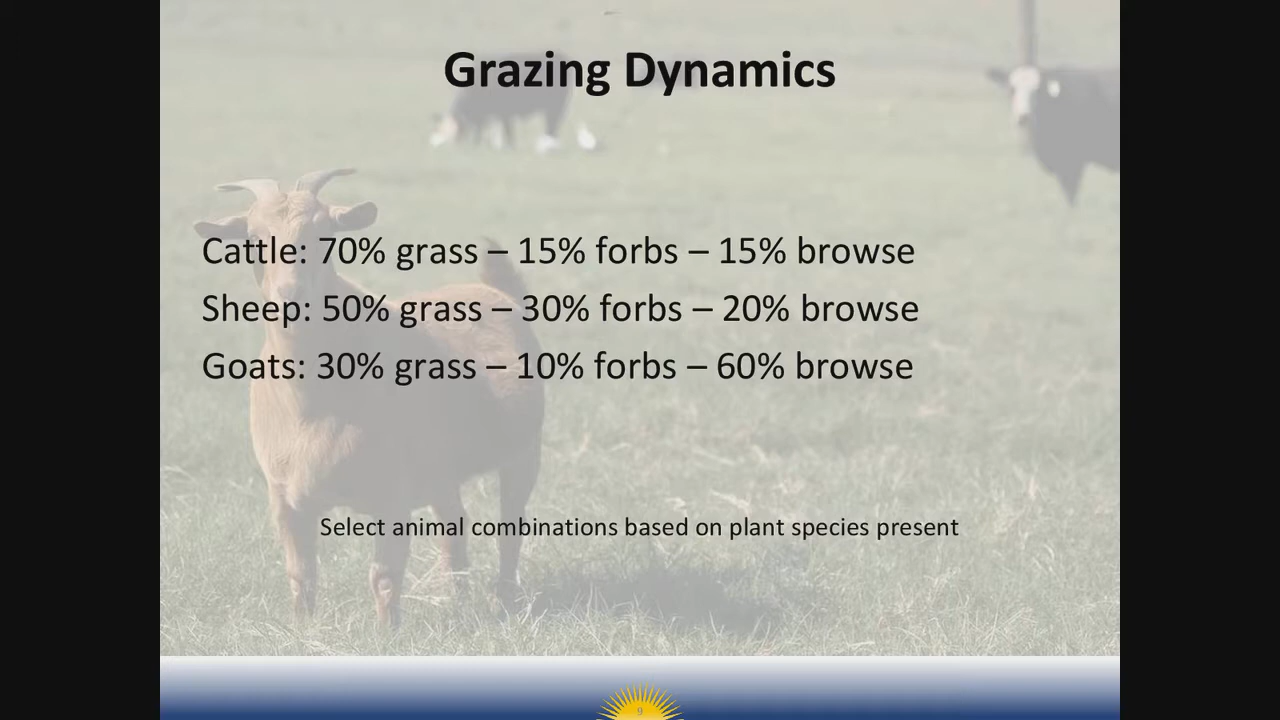 Grazing Dynamics
Cattle: 70% grass – 15% forbs – 15% browse
Sheep: 50% grass – 30% forbs – 20% browse
Goats: 30% grass – 10% forbs – 60% browse
Select animal combinations based on plant species present
9